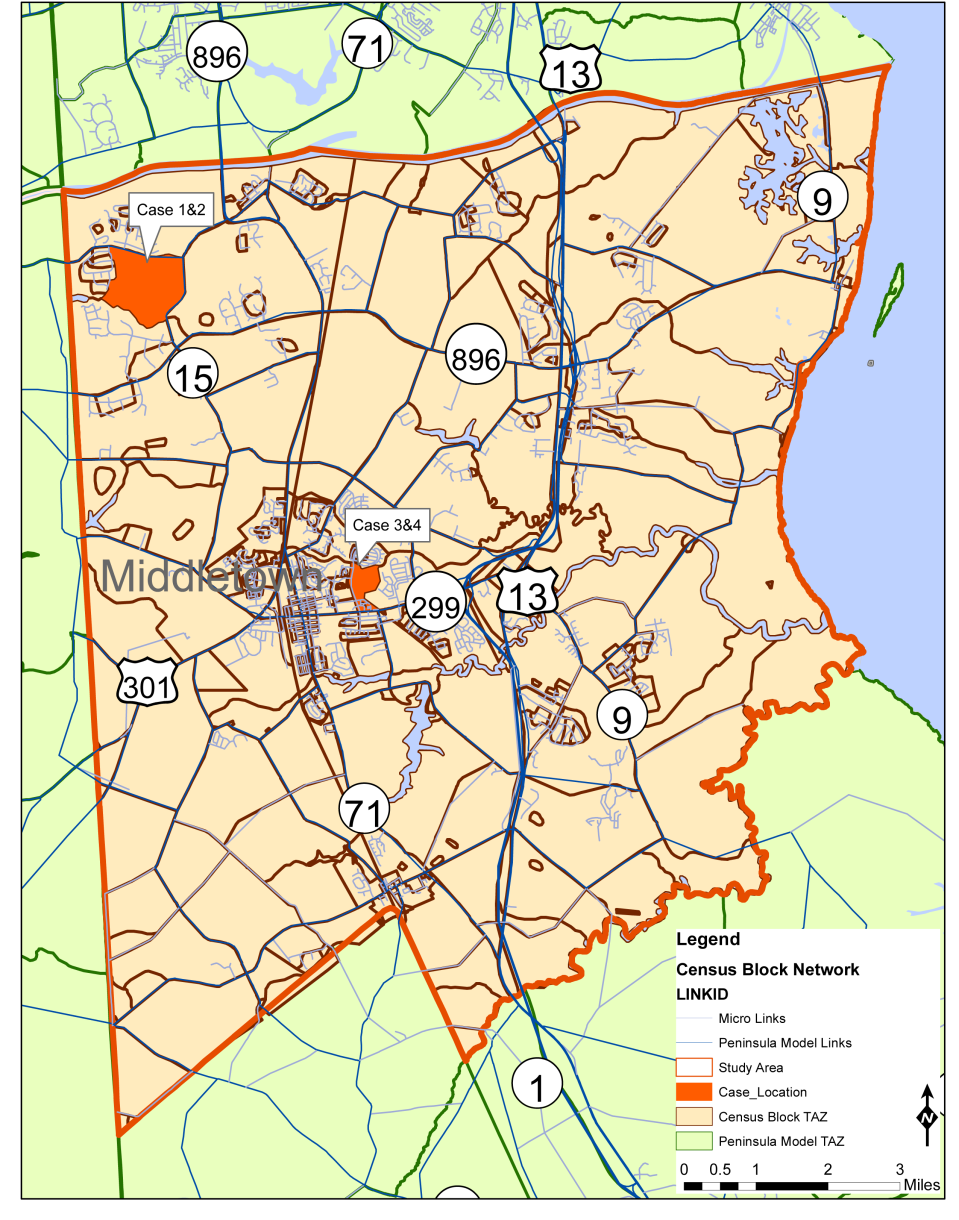 896
71
13
9
Case 1&2
896
15
Case 3&4
Middletown
299
13
301
9
71
1
Legend
Census Block Network
LINKID
Micro Links
Peninsula Model Links
Study Area
Case_Location
Census Block TAZ
Peninsula Model TAZ
N
0 0.5 1 2 3
Miles